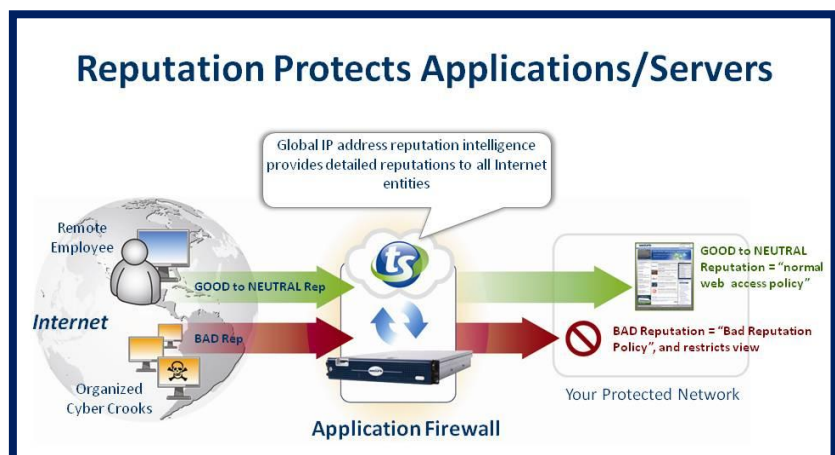 Reputation Protects Applications/Servers
Global IP address reputation intelligence
provides detailed reputations to all Internet
entities
Remote
Employee
GOOD to NEUTRAL Rep
Internet
BAD Rep
Organized
Cyber Crooks
ts
Application Firewall
GOOD to NEUTRAL
Reputation = “normal
web access policy”
BAD Reputation = “Bad Reputation
Policy”, and restricts view
Your Protected Network